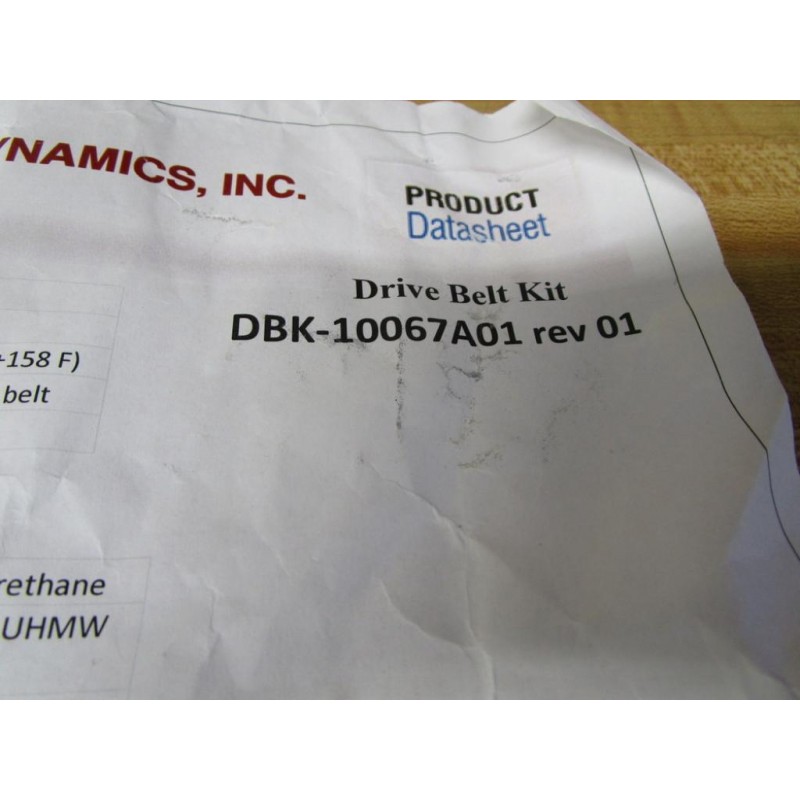 YNAMICS, INC.
PRODUCT
Datasheet
Drive Belt Kit
DBK-10067A01 rev 01
+158 F)
belt
rethane
UHMW